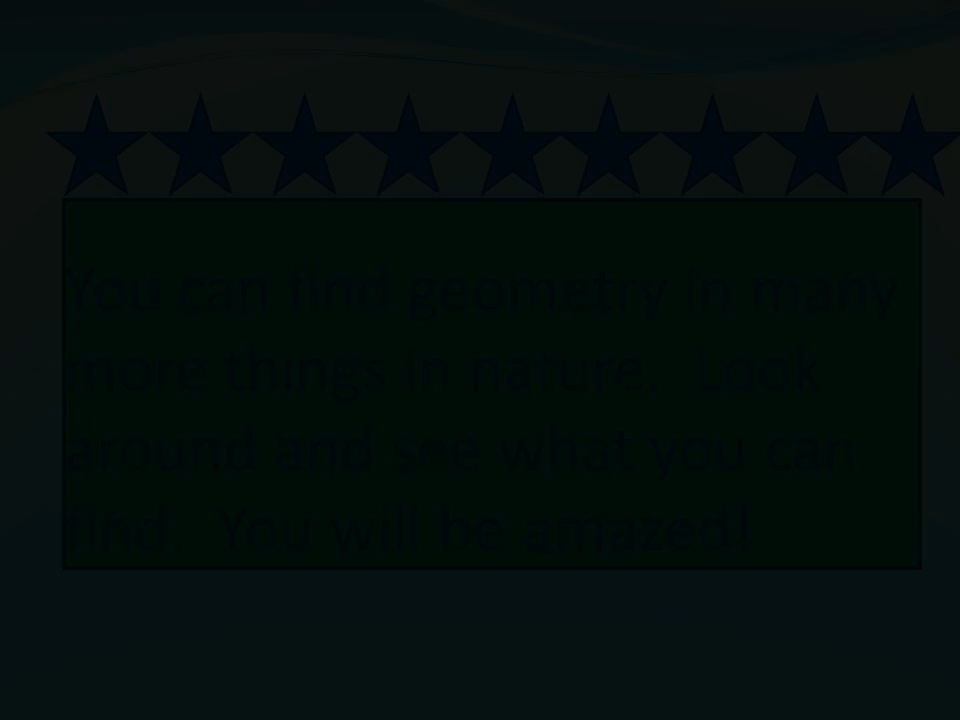 You can find geometry in many
more things in nature.  Look
around and see what you can
find.  You will be amazed!